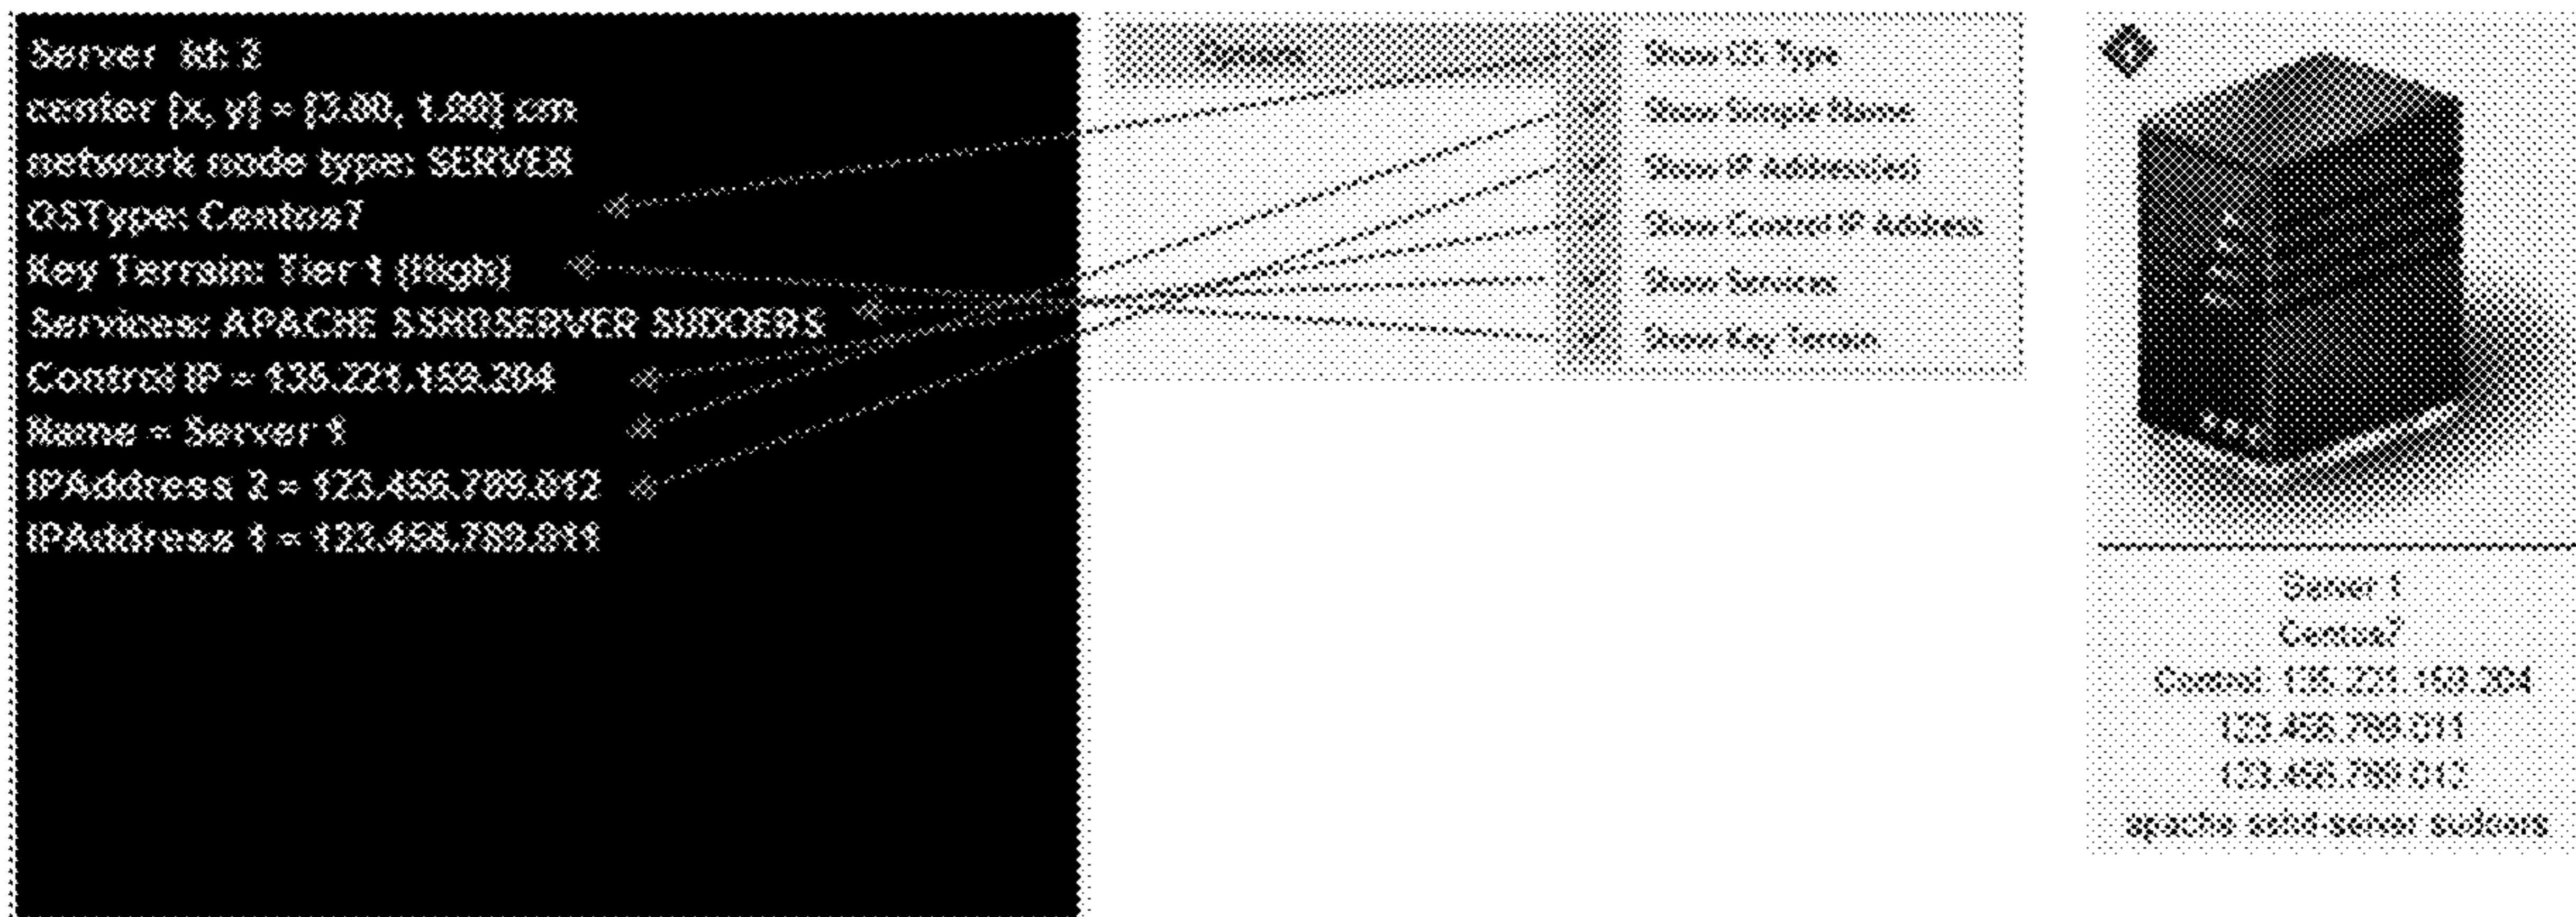 Server id: 2
center [x, y] = [3.00, 1.00] cm
network node type: SERVER
OSType: Centos7
Key Terrain: Tier 1 (High)
Services: APACHE SSHDSERVER SUDOERS
Control IP = 135.221.159.204
Name = Server 1
IPAddress 2 = 123.456.789.012
IPAddress 1 = 123.456.789.011
Show OS Type
Show Simple Name
Show IP Address(es)
Show Control IP Address
Show Services
Show Key Terrain
Server 1
Centos7
Control: 135.221.159.204
123.456.789.011
123.456.789.012
apache sshd-server sudoers